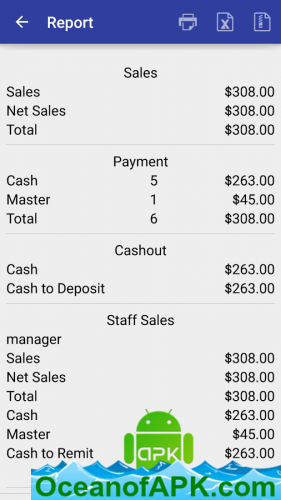 Report
Sales
Sales $308.00
Net Sales $308.00
Total $308.00
Payment
Cash 5 $263.00
Master 1 $45.00
Total 6 $308.00
Cashout
Cash $263.00
Cash to Deposit $263.00
Staff Sales
manager
Sales $308.00
Net Sales $308.00
Total $308.00
Cash $263.00
Master $45.00
Cash to Remit $263.00
APK
OceanofAPK.com